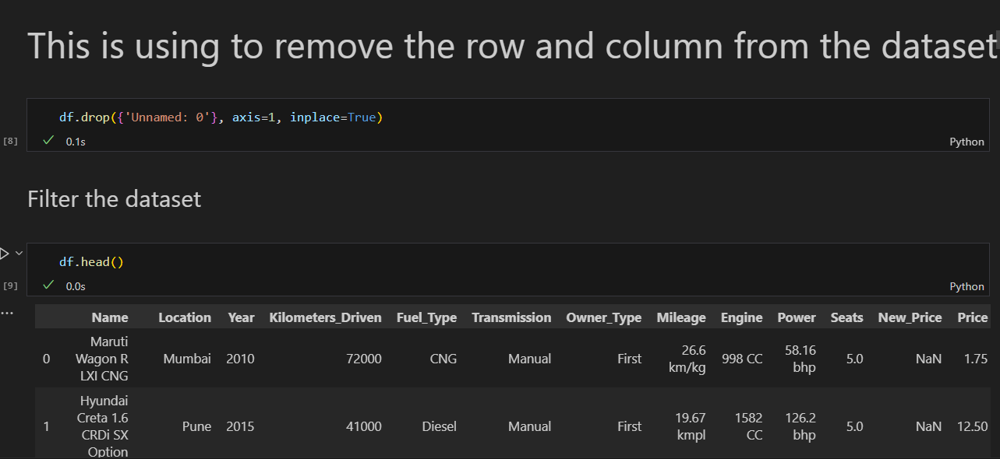 This is using to remove the row and column from the dataset
df.drop({'Unnamed: 0'}, axis=1, inplace=True)
[8] 0.1s Python
Filter the dataset
df.head()
[9] 0.0s Python
...
Name Location Year Kilometers_Driven Fuel_Type Transmission Owner_Type Mileage Engine Power Seats New_Price Price
Maruti
0 Wagon R Mumbai 2010 72000 CNG Manual First 26.6 998 CC 58.16 5.0 NaN 1.75
LXI CNG km/kg bhp
Hyundai
Creta 1.6
1 CRDi SX Pune 2015 41000 Diesel Manual First 19.67 1582 126.2 5.0 NaN 12.50
Option kmpl CC bhp